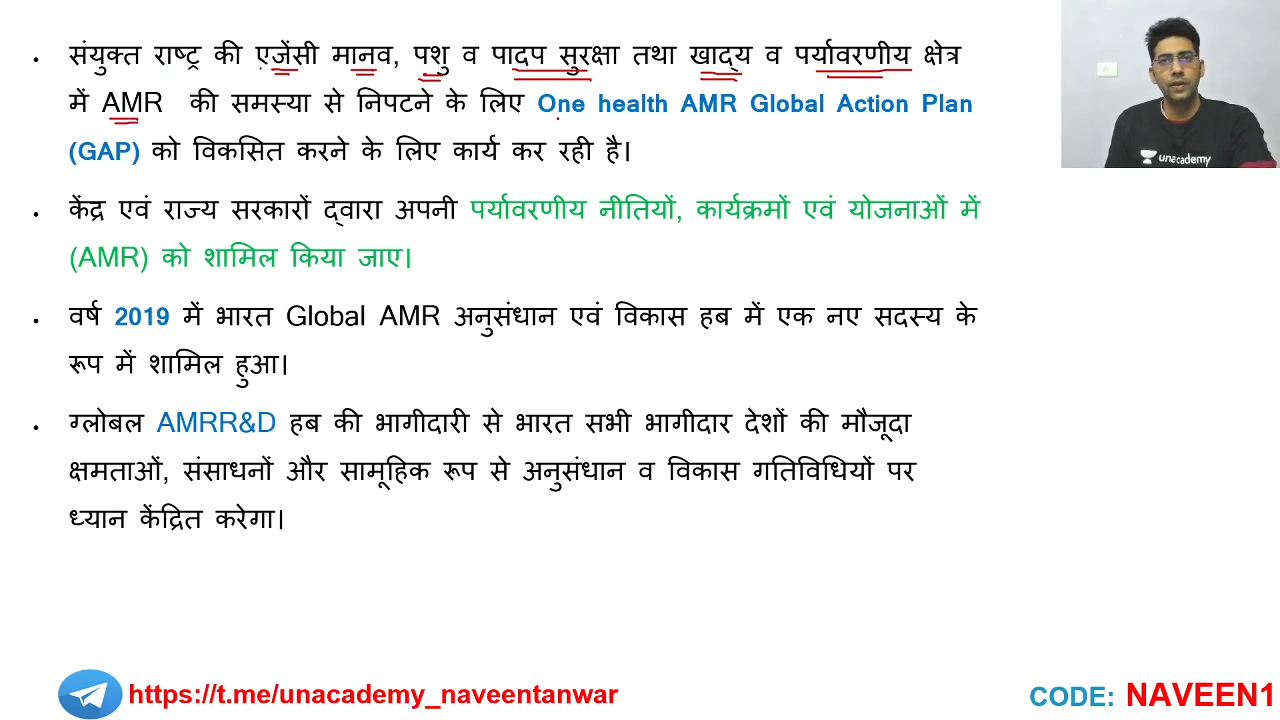 • संयुक्त राष्ट्र की एजेंसी मानव, पशु व पादप सुरक्षा तथा खाद्य व पर्यावरणीय क्षेत्र
में AMR की समस्या से निपटने के लिए One health AMR Global Action Plan
(GAP) को विकसित करने के लिए कार्य कर रही है।
• केंद्र एवं राज्य सरकारों द्वारा अपनी पर्यावरणीय नीतियों, कार्यक्रमों एवं योजनाओं में
(AMR) को शामिल किया जाए।
• वर्ष 2019 में भारत Global AMR अनुसंधान एवं विकास हब में एक नए सदस्य के
रूप में शामिल हुआ।
• ग्लोबल AMRR&D हब की भागीदारी से भारत सभी भागीदार देशों की मौजूदा
क्षमताओं, संसाधनों और सामूहिक रूप से अनुसंधान व विकास गतिविधियों पर
ध्यान केंद्रित करेगा।
unacademy
https://t.me/unacademy_naveentanwar
CODE: NAVEEN1